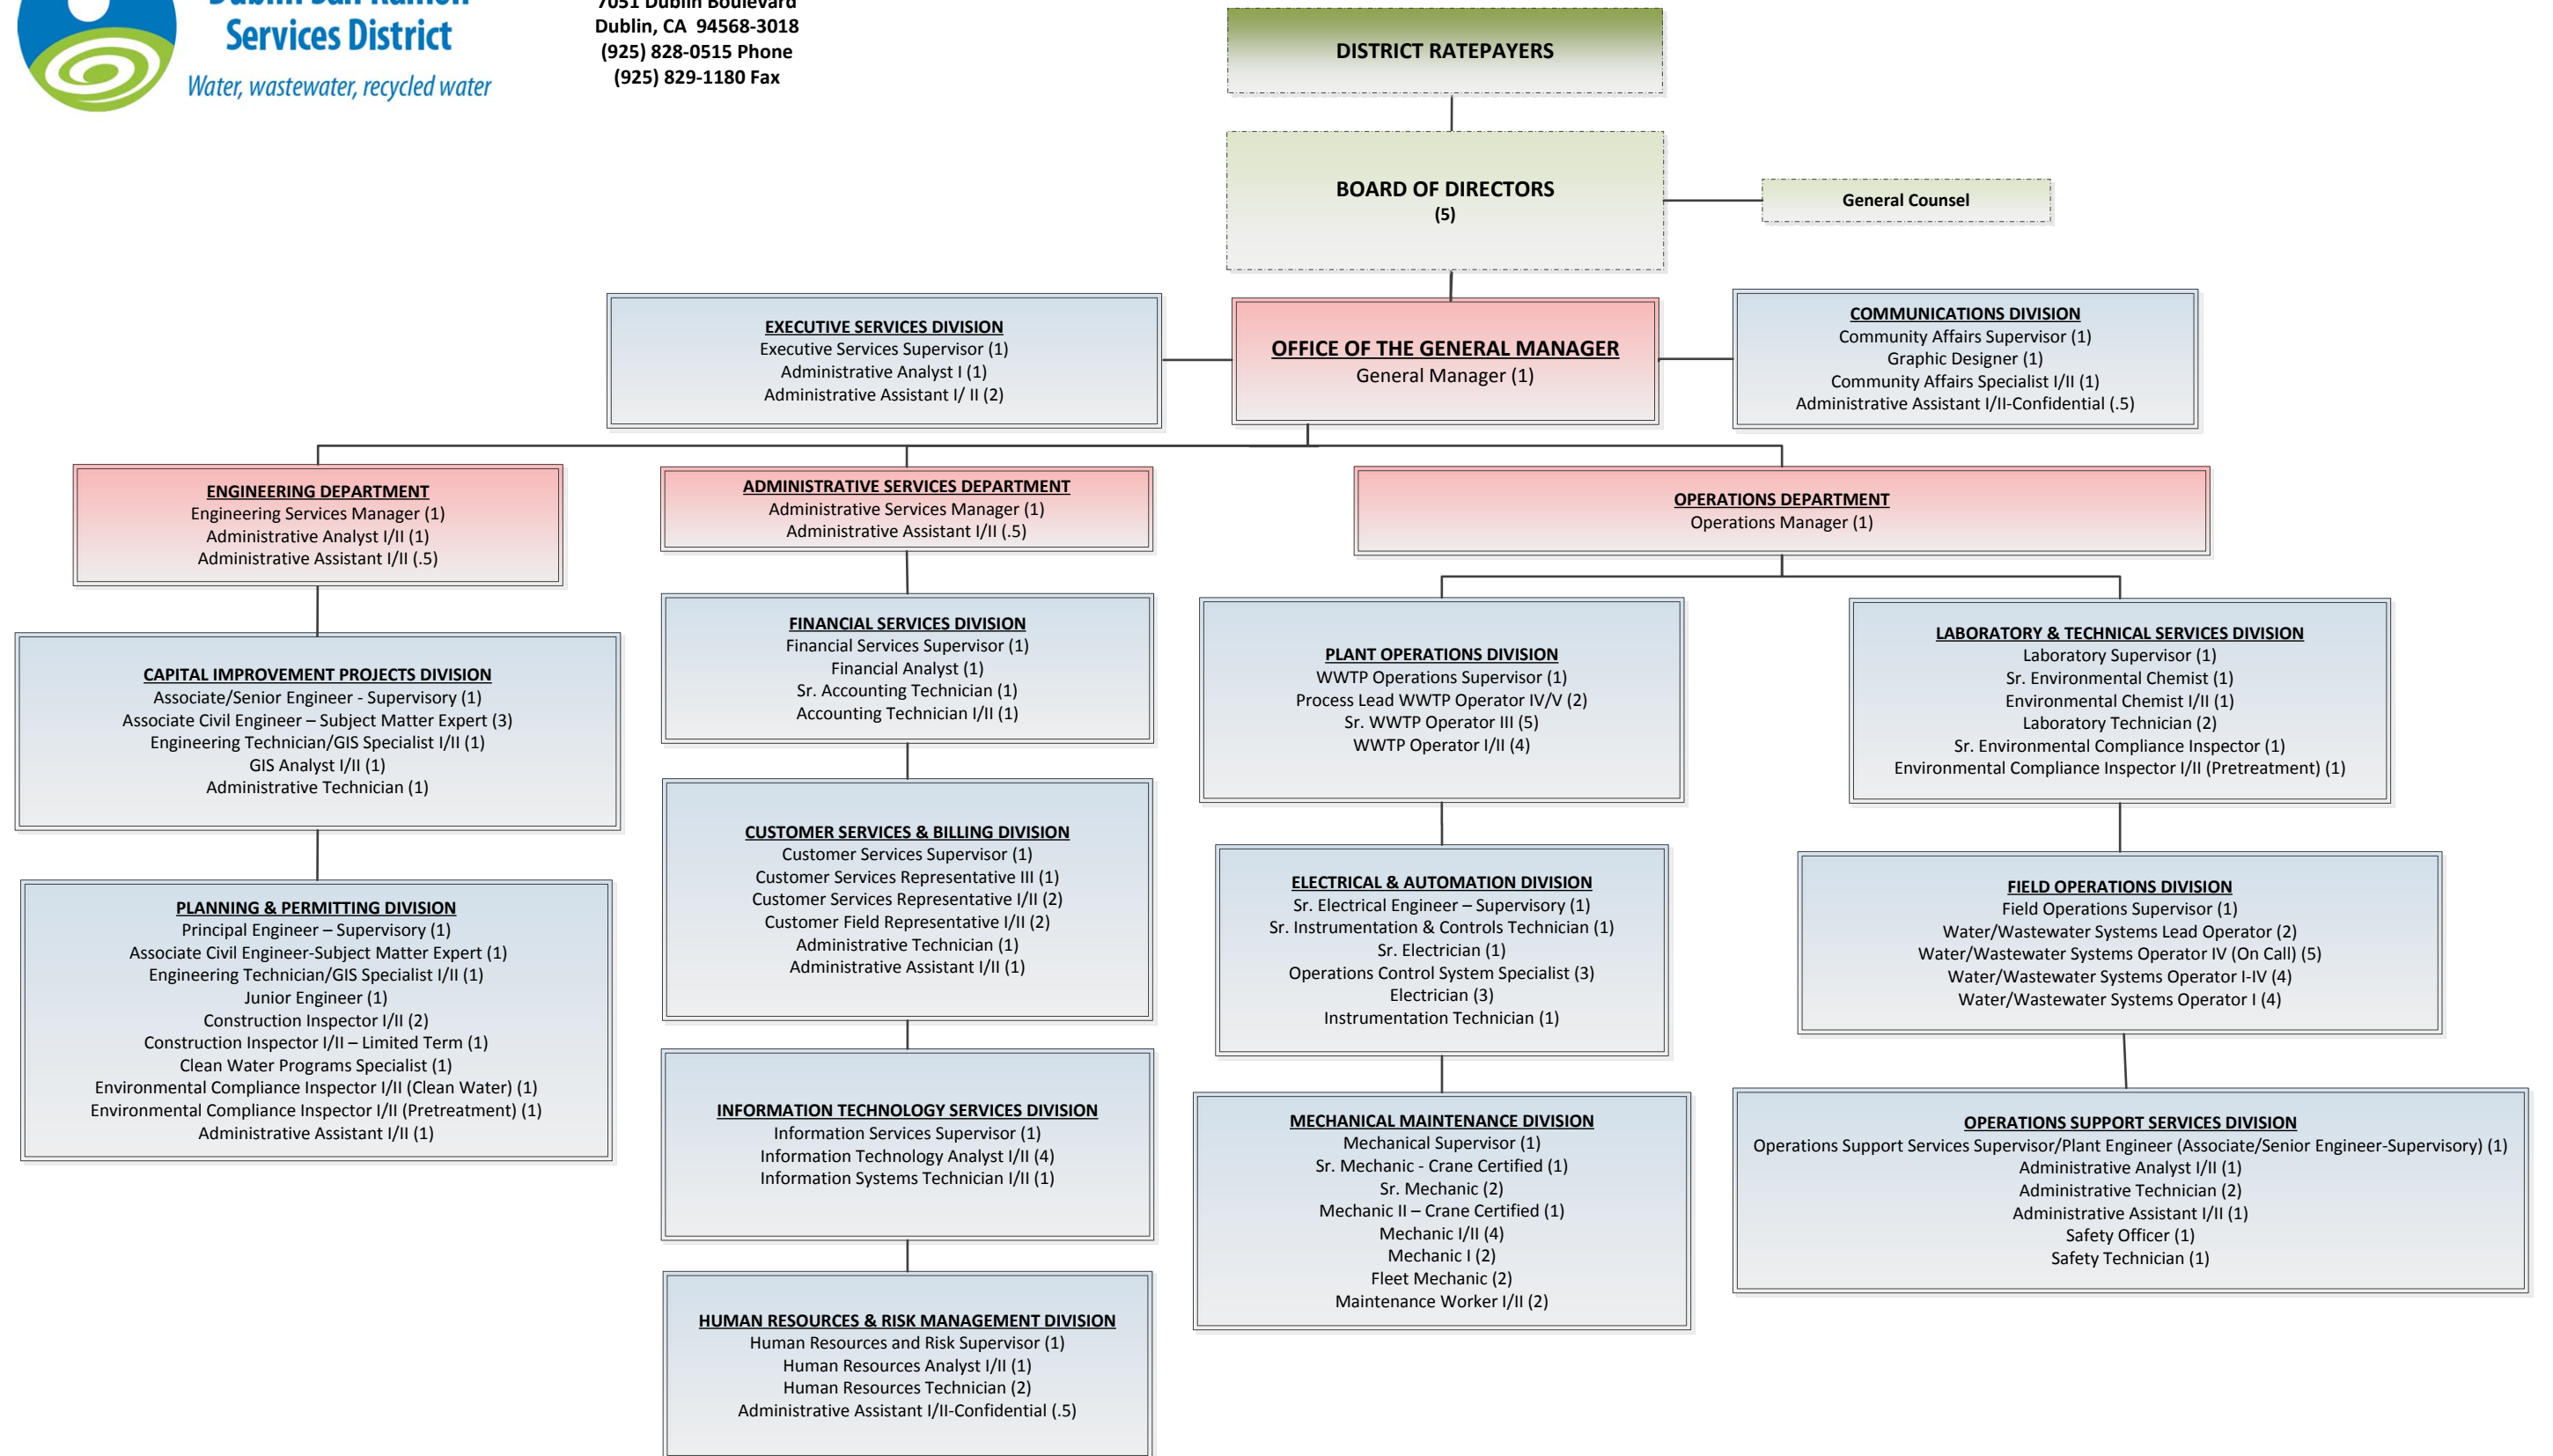 Dublin San Ramon
Services District
Water, wastewater, recycled water
7051 Dublin Boulevard
Dublin, CA  94568-3018
(925) 828-0515 Phone
(925) 829-1180 Fax
DISTRICT RATEPAYERS
BOARD OF DIRECTORS
(5)
General Counsel
EXECUTIVE SERVICES DIVISION
Executive Services Supervisor (1)
Administrative Analyst I (1)
Administrative Assistant I/ II (2)
OFFICE OF THE GENERAL MANAGER
General Manager (1)
COMMUNICATIONS DIVISION
Community Affairs Supervisor (1)
Graphic Designer (1)
Community Affairs Specialist I/II (1)
Administrative Assistant I/II-Confidential (.5)
ENGINEERING DEPARTMENT
Engineering Services Manager (1)
Administrative Analyst I/II (1)
Administrative Assistant I/II (.5)
ADMINISTRATIVE SERVICES DEPARTMENT
Administrative Services Manager (1)
Administrative Assistant I/II (.5)
OPERATIONS DEPARTMENT
Operations Manager (1)
CAPITAL IMPROVEMENT PROJECTS DIVISION
Associate/Senior Engineer - Supervisory (1)
Associate Civil Engineer – Subject Matter Expert (3)
Engineering Technician/GIS Specialist I/II (1)
GIS Analyst I/II (1)
Administrative Technician (1)
PLANNING & PERMITTING DIVISION
Principal Engineer – Supervisory (1)
Associate Civil Engineer-Subject Matter Expert (1)
Engineering Technician/GIS Specialist I/II (1)
Junior Engineer (1)
Construction Inspector I/II (2)
Construction Inspector I/II – Limited Term (1)
Clean Water Programs Specialist (1)
Environmental Compliance Inspector I/II (Clean Water) (1)
Environmental Compliance Inspector I/II (Pretreatment) (1)
Administrative Assistant I/II (1)
FINANCIAL SERVICES DIVISION
Financial Services Supervisor (1)
Financial Analyst (1)
Sr. Accounting Technician (1)
Accounting Technician I/II (1)
CUSTOMER SERVICES & BILLING DIVISION
Customer Services Supervisor (1)
Customer Services Representative III (1)
Customer Services Representative I/II (2)
Customer Field Representative I/II (2)
Administrative Technician (1)
Administrative Assistant I/II (1)
INFORMATION TECHNOLOGY SERVICES DIVISION
Information Services Supervisor (1)
Information Technology Analyst I/II (4)
Information Systems Technician I/II (1)
HUMAN RESOURCES & RISK MANAGEMENT DIVISION
Human Resources and Risk Supervisor (1)
Human Resources Analyst I/II (1)
Human Resources Technician (2)
Administrative Assistant I/II-Confidential (.5)
PLANT OPERATIONS DIVISION
WWTP Operations Supervisor (1)
Process Lead WWTP Operator IV/V (2)
Sr. WWTP Operator III (5)
WWTP Operator I/II (4)
ELECTRICAL & AUTOMATION DIVISION
Sr. Electrical Engineer – Supervisory (1)
Sr. Instrumentation & Controls Technician (1)
Sr. Electrician (1)
Operations Control System Specialist (3)
Electrician (3)
Instrumentation Technician (1)
MECHANICAL MAINTENANCE DIVISION
Mechanical Supervisor (1)
Sr. Mechanic - Crane Certified (1)
Sr. Mechanic (2)
Mechanic II – Crane Certified (1)
Mechanic I/II (4)
Mechanic I (2)
Fleet Mechanic (2)
Maintenance Worker I/II (2)
LABORATORY & TECHNICAL SERVICES DIVISION
Laboratory Supervisor (1)
Sr. Environmental Chemist (1)
Environmental Chemist I/II (1)
Laboratory Technician (2)
Sr. Environmental Compliance Inspector (1)
Environmental Compliance Inspector I/II (Pretreatment) (1)
FIELD OPERATIONS DIVISION
Field Operations Supervisor (1)
Water/Wastewater Systems Lead Operator (2)
Water/Wastewater Systems Operator IV (On Call) (5)
Water/Wastewater Systems Operator I-IV (4)
Water/Wastewater Systems Operator I (4)
OPERATIONS SUPPORT SERVICES DIVISION
Operations Support Services Supervisor/Plant Engineer (Associate/Senior Engineer-Supervisory) (1)
Administrative Analyst I/II (1)
Administrative Technician (2)
Administrative Assistant I/II (1)
Safety Officer (1)
Safety Technician (1)